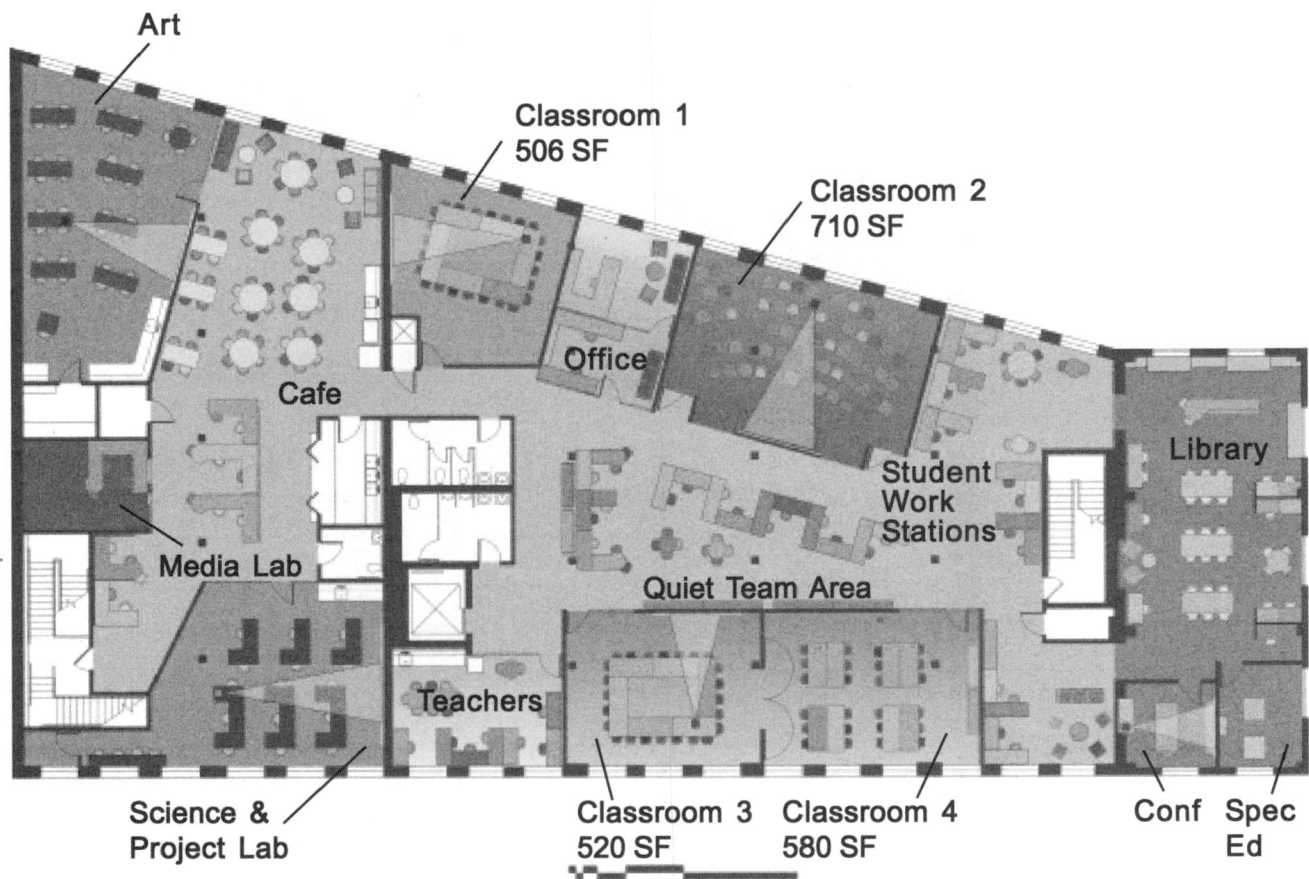 Art
Classroom 1
506 SF
Classroom 2
710 SF
Office
Cafe
Library
Student
Work
Stations
Media Lab
Quiet Team Area
Teachers
Science &
Project Lab
Classroom 3
520 SF
Classroom 4
580 SF
Conf
Spec
Ed